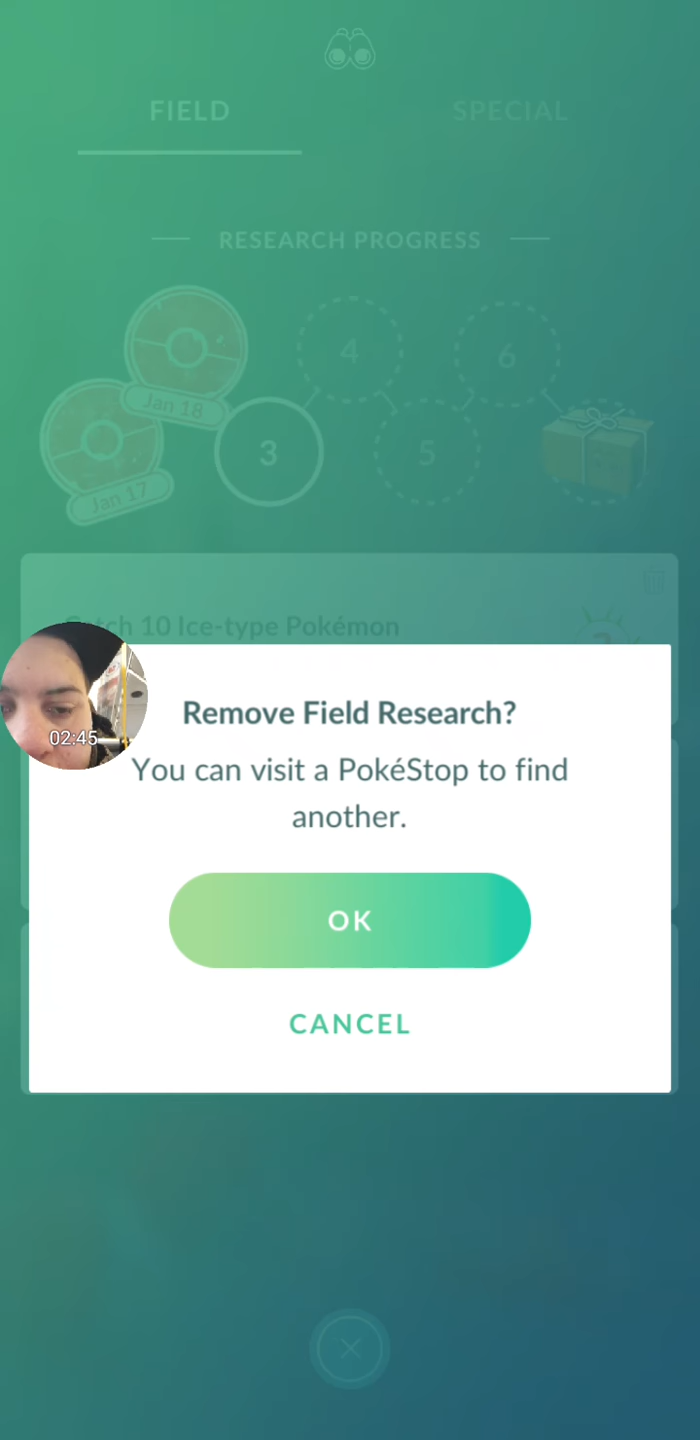 FIELD
SPECIAL
RESEARCH PROGRESS
4
6
Jan 18
3
5
Jan 17
Catch 10 Ice-type Pokémon
?
02:45
Remove Field Research?
You can visit a PokéStop to find
another.
OK
CANCEL